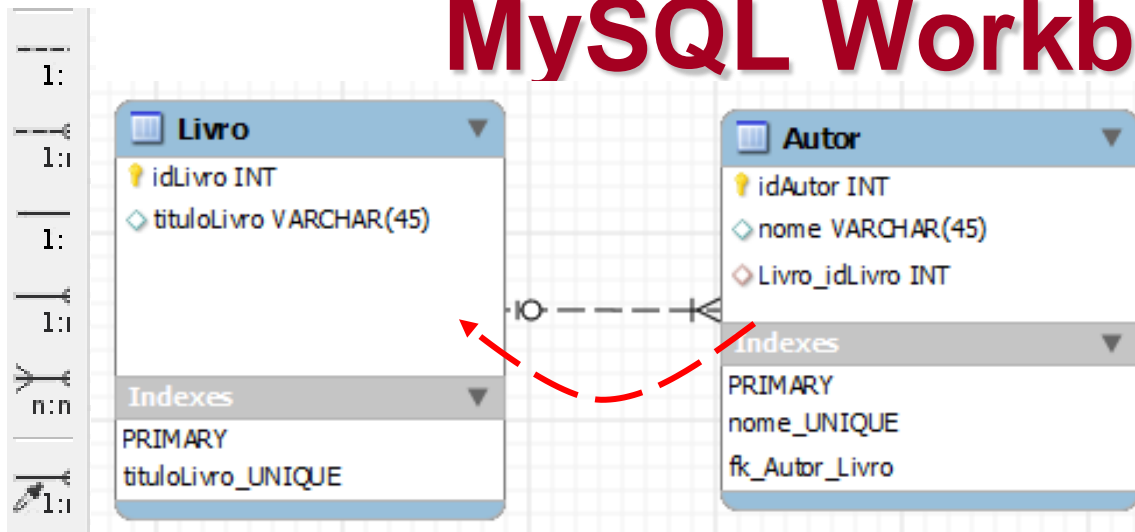 MySQL Workb
1:
1:
1:
1:
n:n
1:
Livro
idLivro INT
tituloLivro VARCHAR(45)
Indexes
PRIMARY
tituloLivro_UNIQUE
Autor
idAutor INT
nome VARCHAR(45)
Livro_idLivro INT
Indexes
PRIMARY
nome_UNIQUE
fk_Autor_Livro